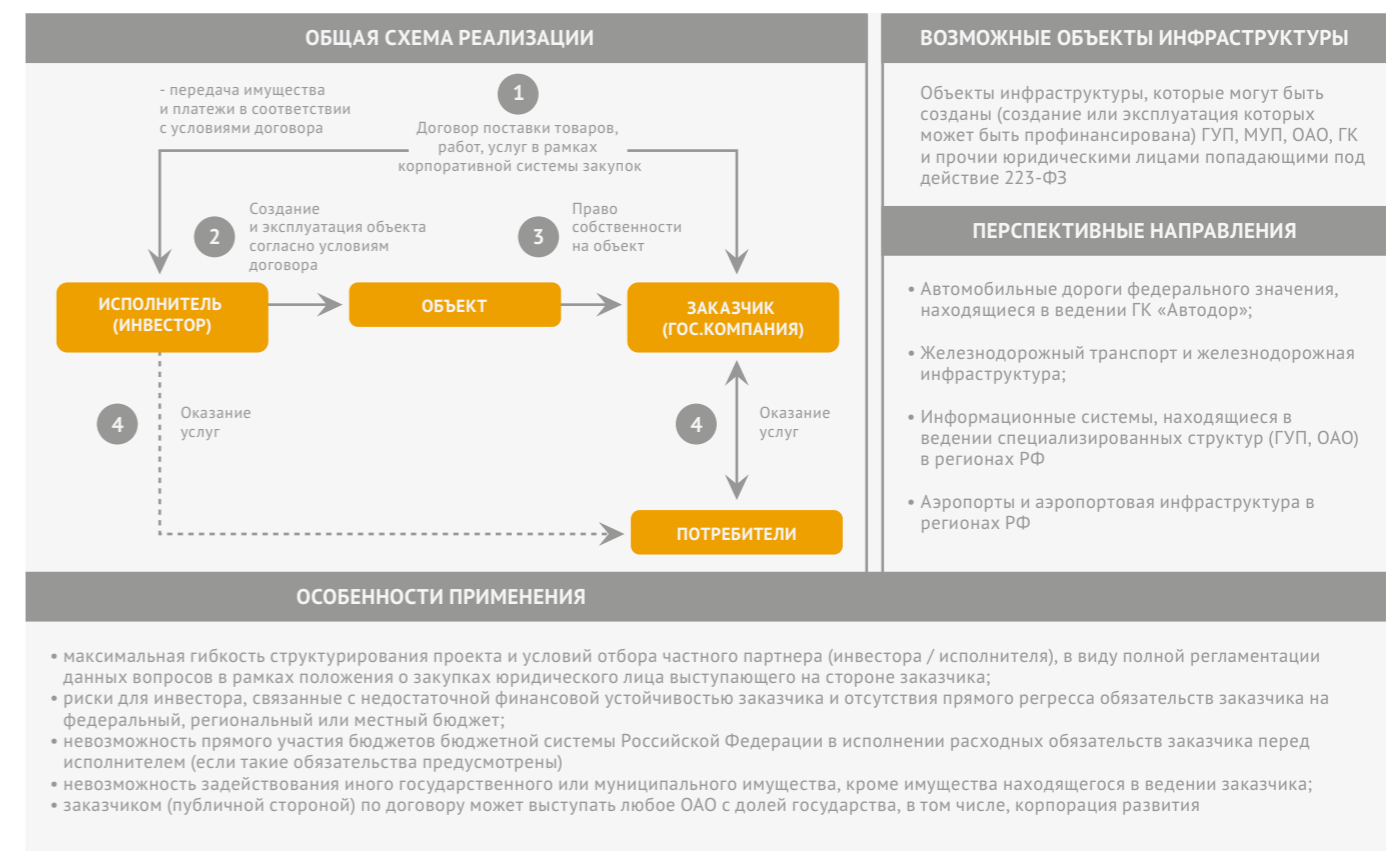 ОБЩАЯ СХЕМА РЕАЛИЗАЦИИ
- передача имущества
и платежи в соответствии
с условиями договора
1
Договор поставки товаров,
работ, услуг в рамках
корпоративной системы закупок
2
Создание
и эксплуатация объекта
согласно условиям
договора
3
Право
собственности
на объект
ИСПОЛНИТЕЛЬ
(ИНВЕСТОР)
ОБЪЕКТ
ЗАКАЗЧИК
(ГОС.КОМПАНИЯ)
4
Оказание
услуг
4
Оказание
услуг
ПОТРЕБИТЕЛИ
ВОЗМОЖНЫЕ ОБЪЕКТЫ ИНФРАСТРУКТУРЫ
Объекты инфраструктуры, которые могут быть
созданы (создание или эксплуатация которых
может быть профинансирована) ГУП, МУП, ОАО, ГК
и прочии юридическими лицами попадающими под
действие 223-ФЗ
ПЕРСПЕКТИВНЫЕ НАПРАВЛЕНИЯ
• Автомобильные дороги федерального значения,
находящиеся в ведении ГК «Автодор»;
• Железнодорожный транспорт и железнодорожная
инфраструктура;
• Информационные системы, находящиеся в
ведении специализированных структур (ГУП, ОАО)
в регионах РФ
• Аэропорты и аэропортовая инфраструктура в
регионах РФ
ОСОБЕННОСТИ ПРИМЕНЕНИЯ
• максимальная гибкость структурирования проекта и условий отбора частного партнера (инвестора / исполнителя), в виду полной регламентации
данных вопросов в рамках положения о закупках юридического лица выступающего на стороне заказчика;
• риски для инвестора, связанные с недостаточной финансовой устойчивостью заказчика и отсутствия прямого регресса обязательств заказчика на
федеральный, региональный или местный бюджет;
• невозможность прямого участия бюджетов бюджетной системы Российской Федерации в исполнении расходных обязательств заказчика перед
исполнителем (если такие обязательства предусмотрены)
• невозможность задействования иного государственного или муниципального имущества, кроме имущества находящегося в ведении заказчика;
• заказчиком (публичной стороной) по договору может выступать любое ОАО с долей государства, в том числе, корпорация развития